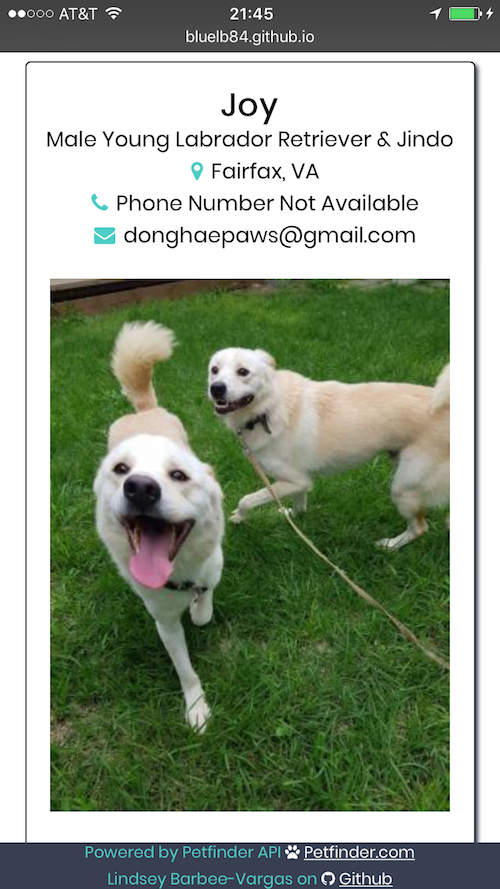 AT&T 21:45
bluelb84.github.io
Joy
Male Young Labrador Retriever & Jindo
Fairfax, VA
Phone Number Not Available
donghaepaws@gmail.com
Powered by Petfinder API Petfinder.com
Lindsey Barbee-Vargas on Github